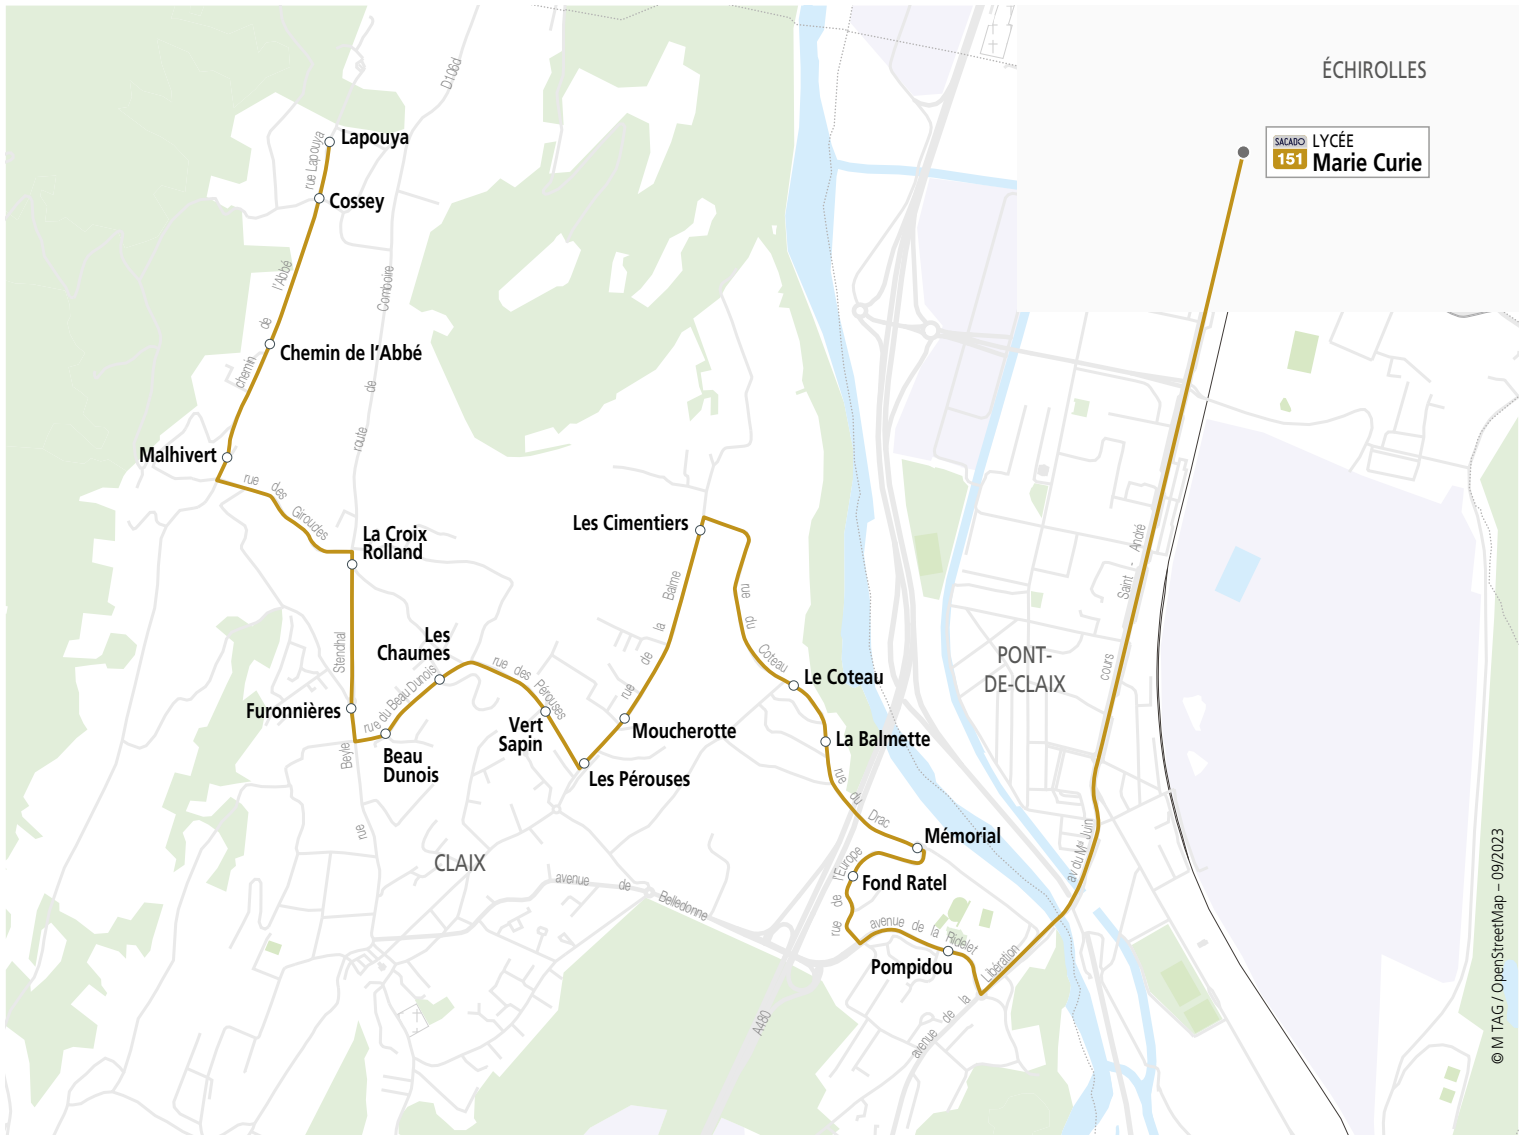 ÉCHIROLLES
SACADO
151
LYCÉE
Marie Curie
D106d
Lapouya
rue Lapouya
Cossey
chemin de l'Abbé
Chemin de l'Abbé
route de Comboire
Malhivert
rue des Giroudes
La Croix
Rolland
Les Cimentiers
rue de la Balme
rue du Coteau
cours Saint - André
PONT-
DE-CLAIX
Les
Chaumes
rue Beyle Stendhal
rue du Beau Dunois
rue des Pérouses
Furonnières
Beau
Dunois
Vert
Sapin
Moucherotte
Les Pérouses
Le Coteau
La Balmette
rue du Drac
Mémorial
av du Mal Juin
CLAIX
avenue de Belledonne
rue de l'Europe
Fond Ratel
avenue de la Ridelet
Pompidou
avenue de la Libération
A480
© M TAG / OpenStreetMap – 09/2023